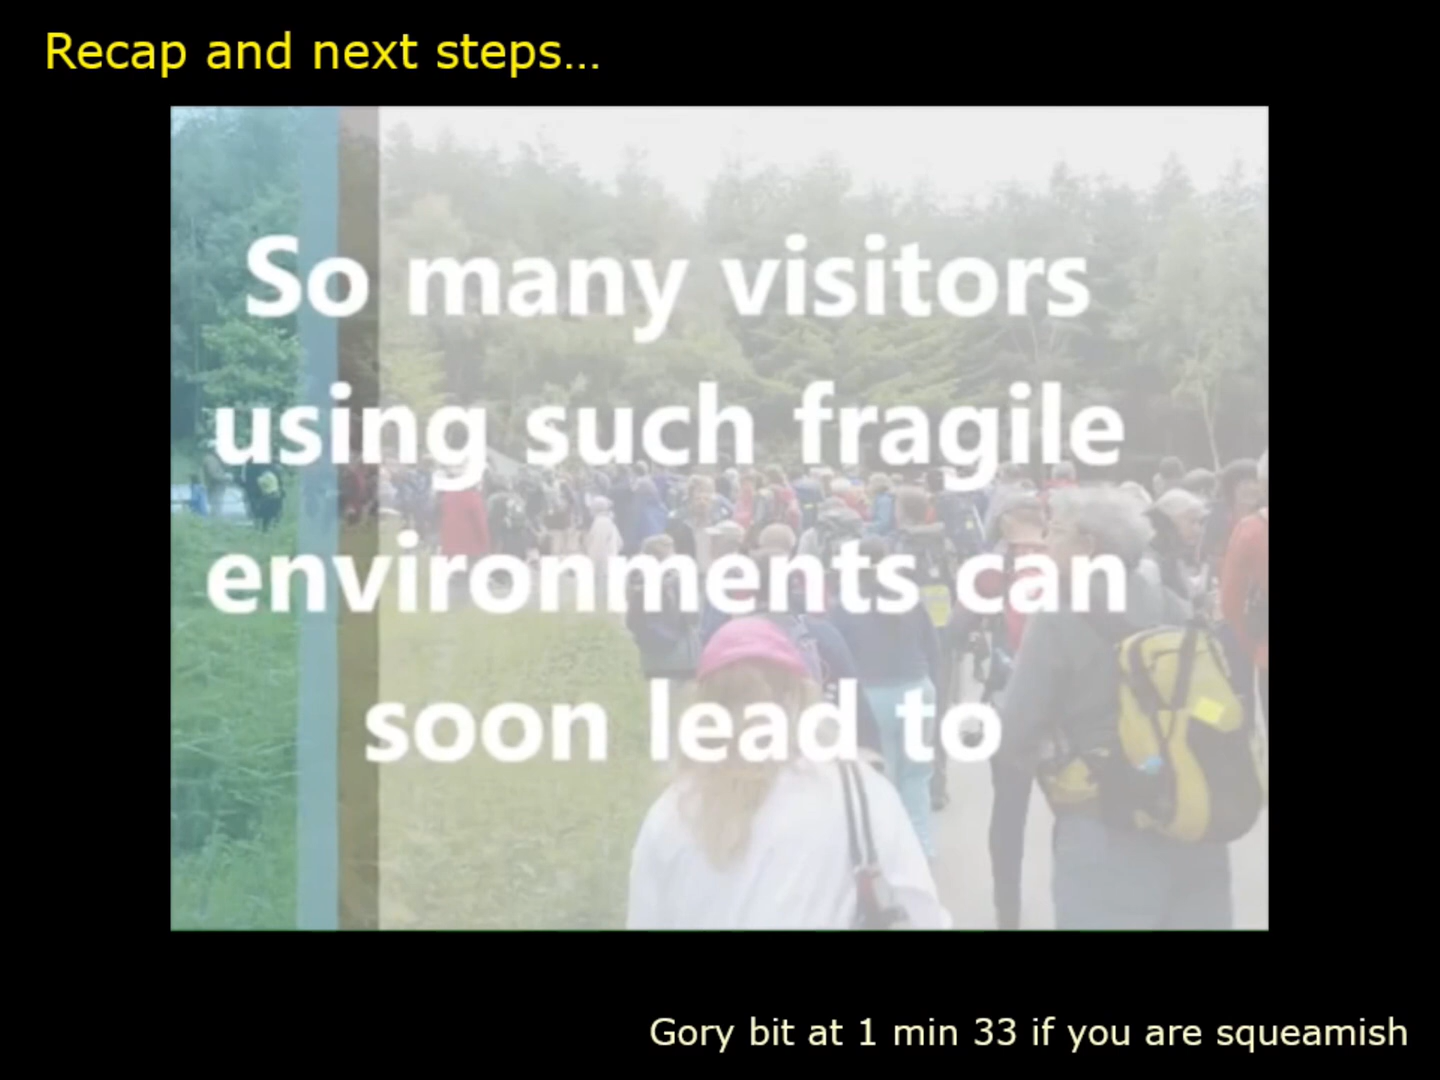 Recap and next steps...
So many visitors
using such fragile
environments can
soon lead to
Gory bit at 1 min 33 if you are squeamish